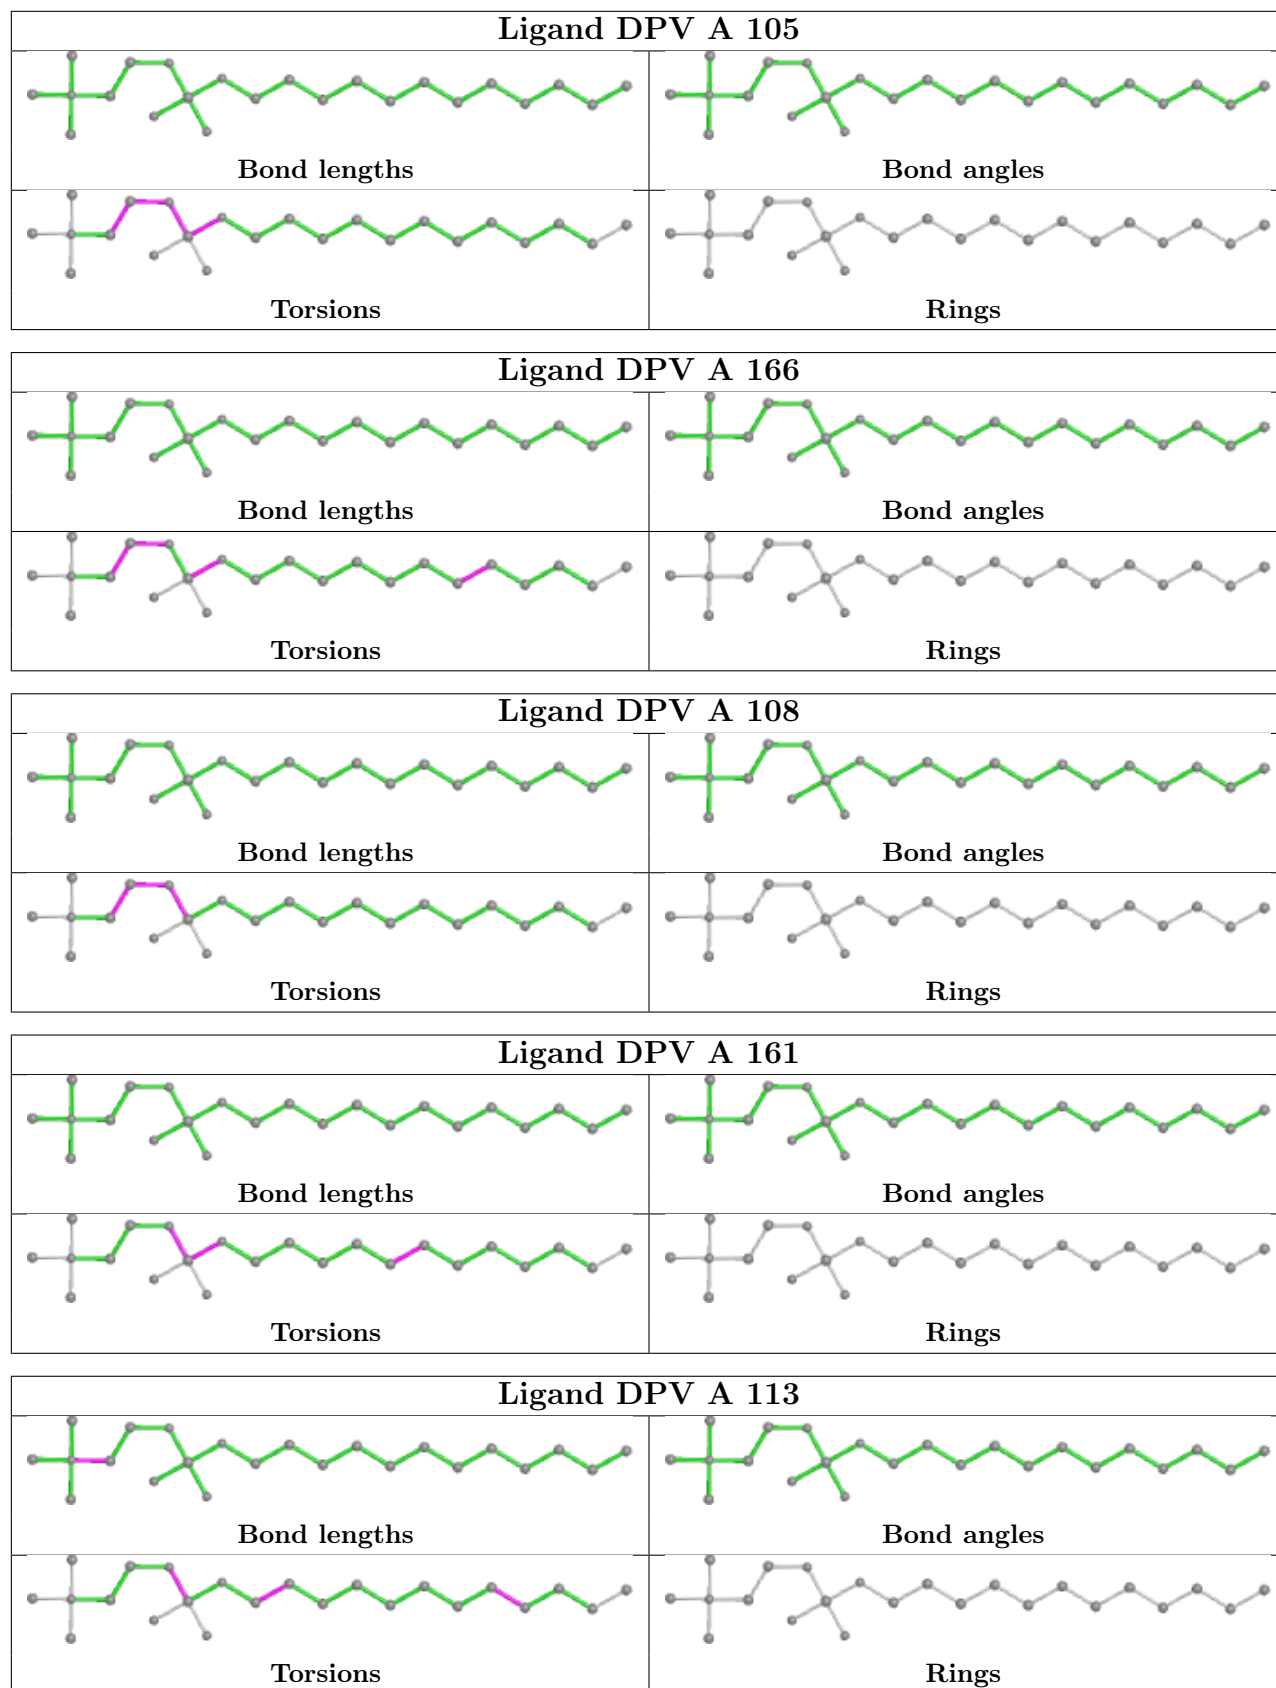 Ligand DPV A 105
Bond lengths
Bond angles
Torsions
Rings
Ligand DPV A 166
Bond lengths
Bond angles
Torsions
Rings
Ligand DPV A 108
Bond lengths
Bond angles
Torsions
Rings
Ligand DPV A 161
Bond lengths
Bond angles
Torsions
Rings
Ligand DPV A 113
Bond lengths
Bond angles
Torsions
Rings